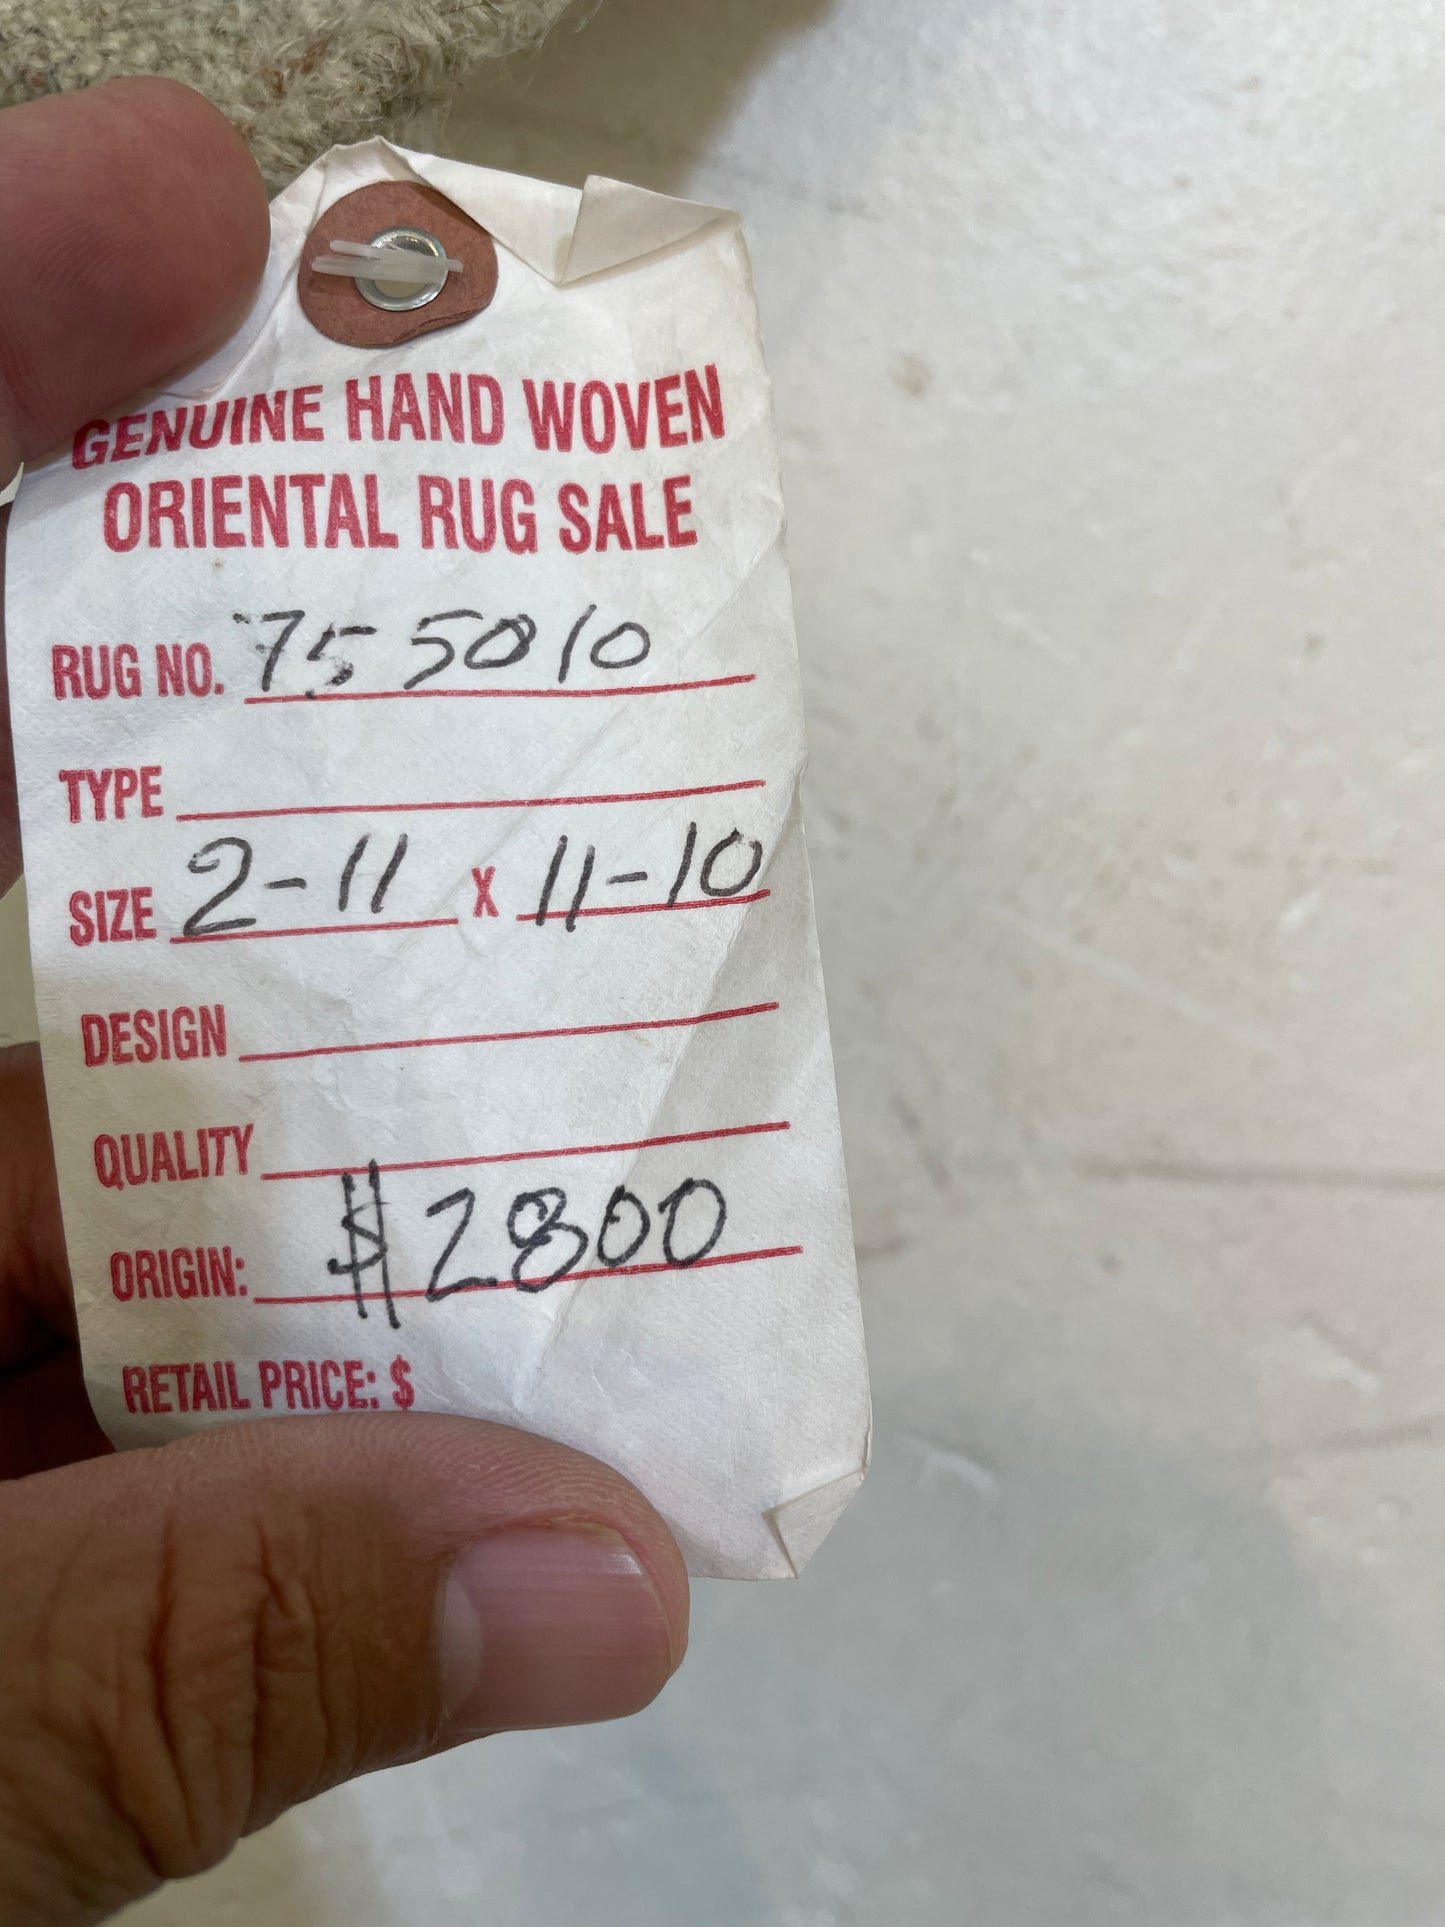 GENUINE HAND WOVEN
ORIENTAL RUG SALE
RUG NO. 755010
TYPE
SIZE 2-11 X 11-10
DESIGN
QUALITY
ORIGIN: $2800
RETAIL PRICE: $